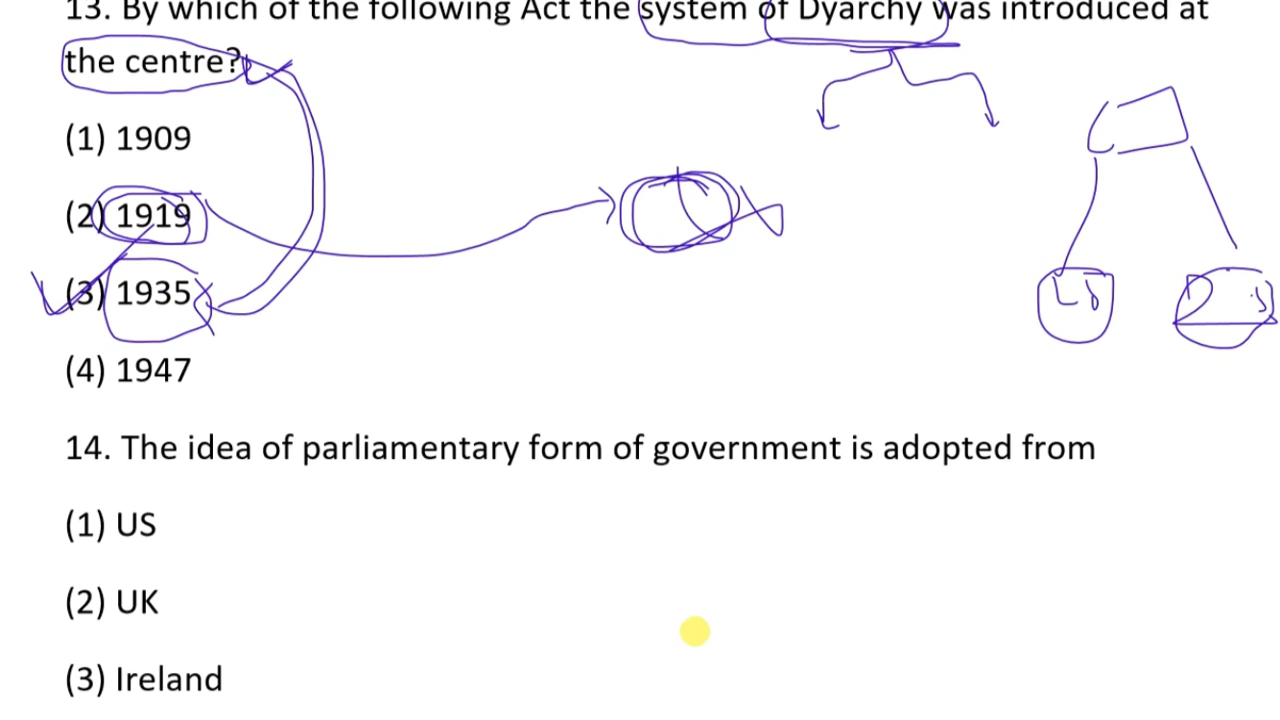 13. By which of the following Act the system of Dyarchy was introduced at
the centre?
(1) 1909
(2) 1919
(3) 1935
(4) 1947
14. The idea of parliamentary form of government is adopted from
(1) US
(2) UK
(3) Ireland